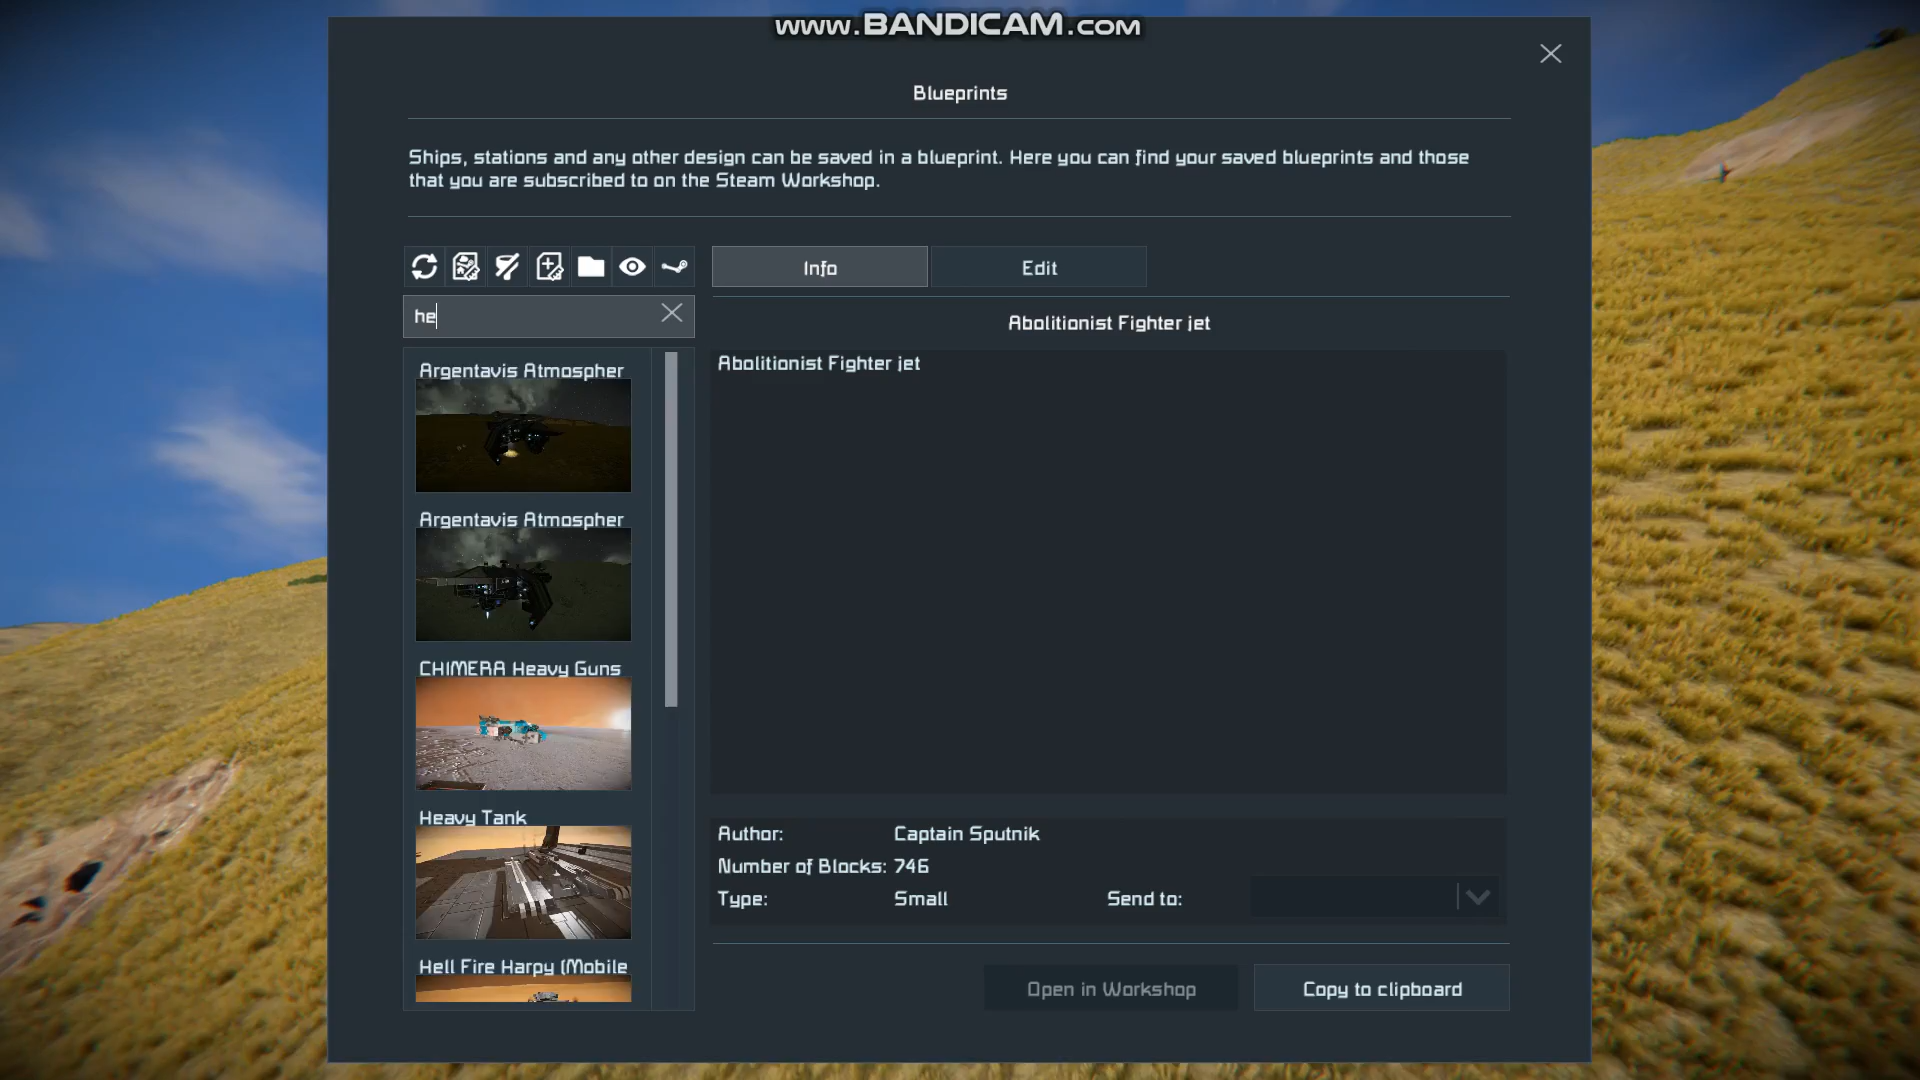 www.BANDICAM.com
Blueprints
Ships, stations and any other design can be saved in a blueprint. Here you can find your saved blueprints and those
that you are subscribed to on the Steam Workshop.
Info
Edit
he
Abolitionist Fighter jet
Abolitionist Fighter jet
Argentavis Atmospher
Argentavis Atmospher
CHIMERA Heavy Guns
Heavy Tank
Hell Fire Harpy (Mobile
Author: Captain Sputnik
Number of Blocks: 746
Type: Small Send to:
Open in Workshop
Copy to clipboard